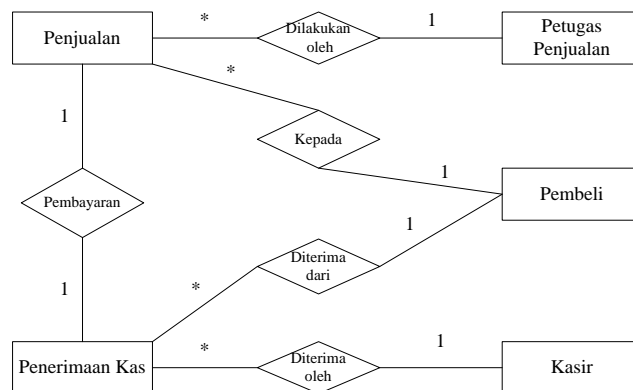 Penjualan
*
Dilakukan
oleh
1
Petugas
Penjualan
*
1
Kepada
1
Pembeli
Pembayaran
1
Diterima
dari
*
1
Penerimaan Kas
*
Diterima
oleh
1
Kasir